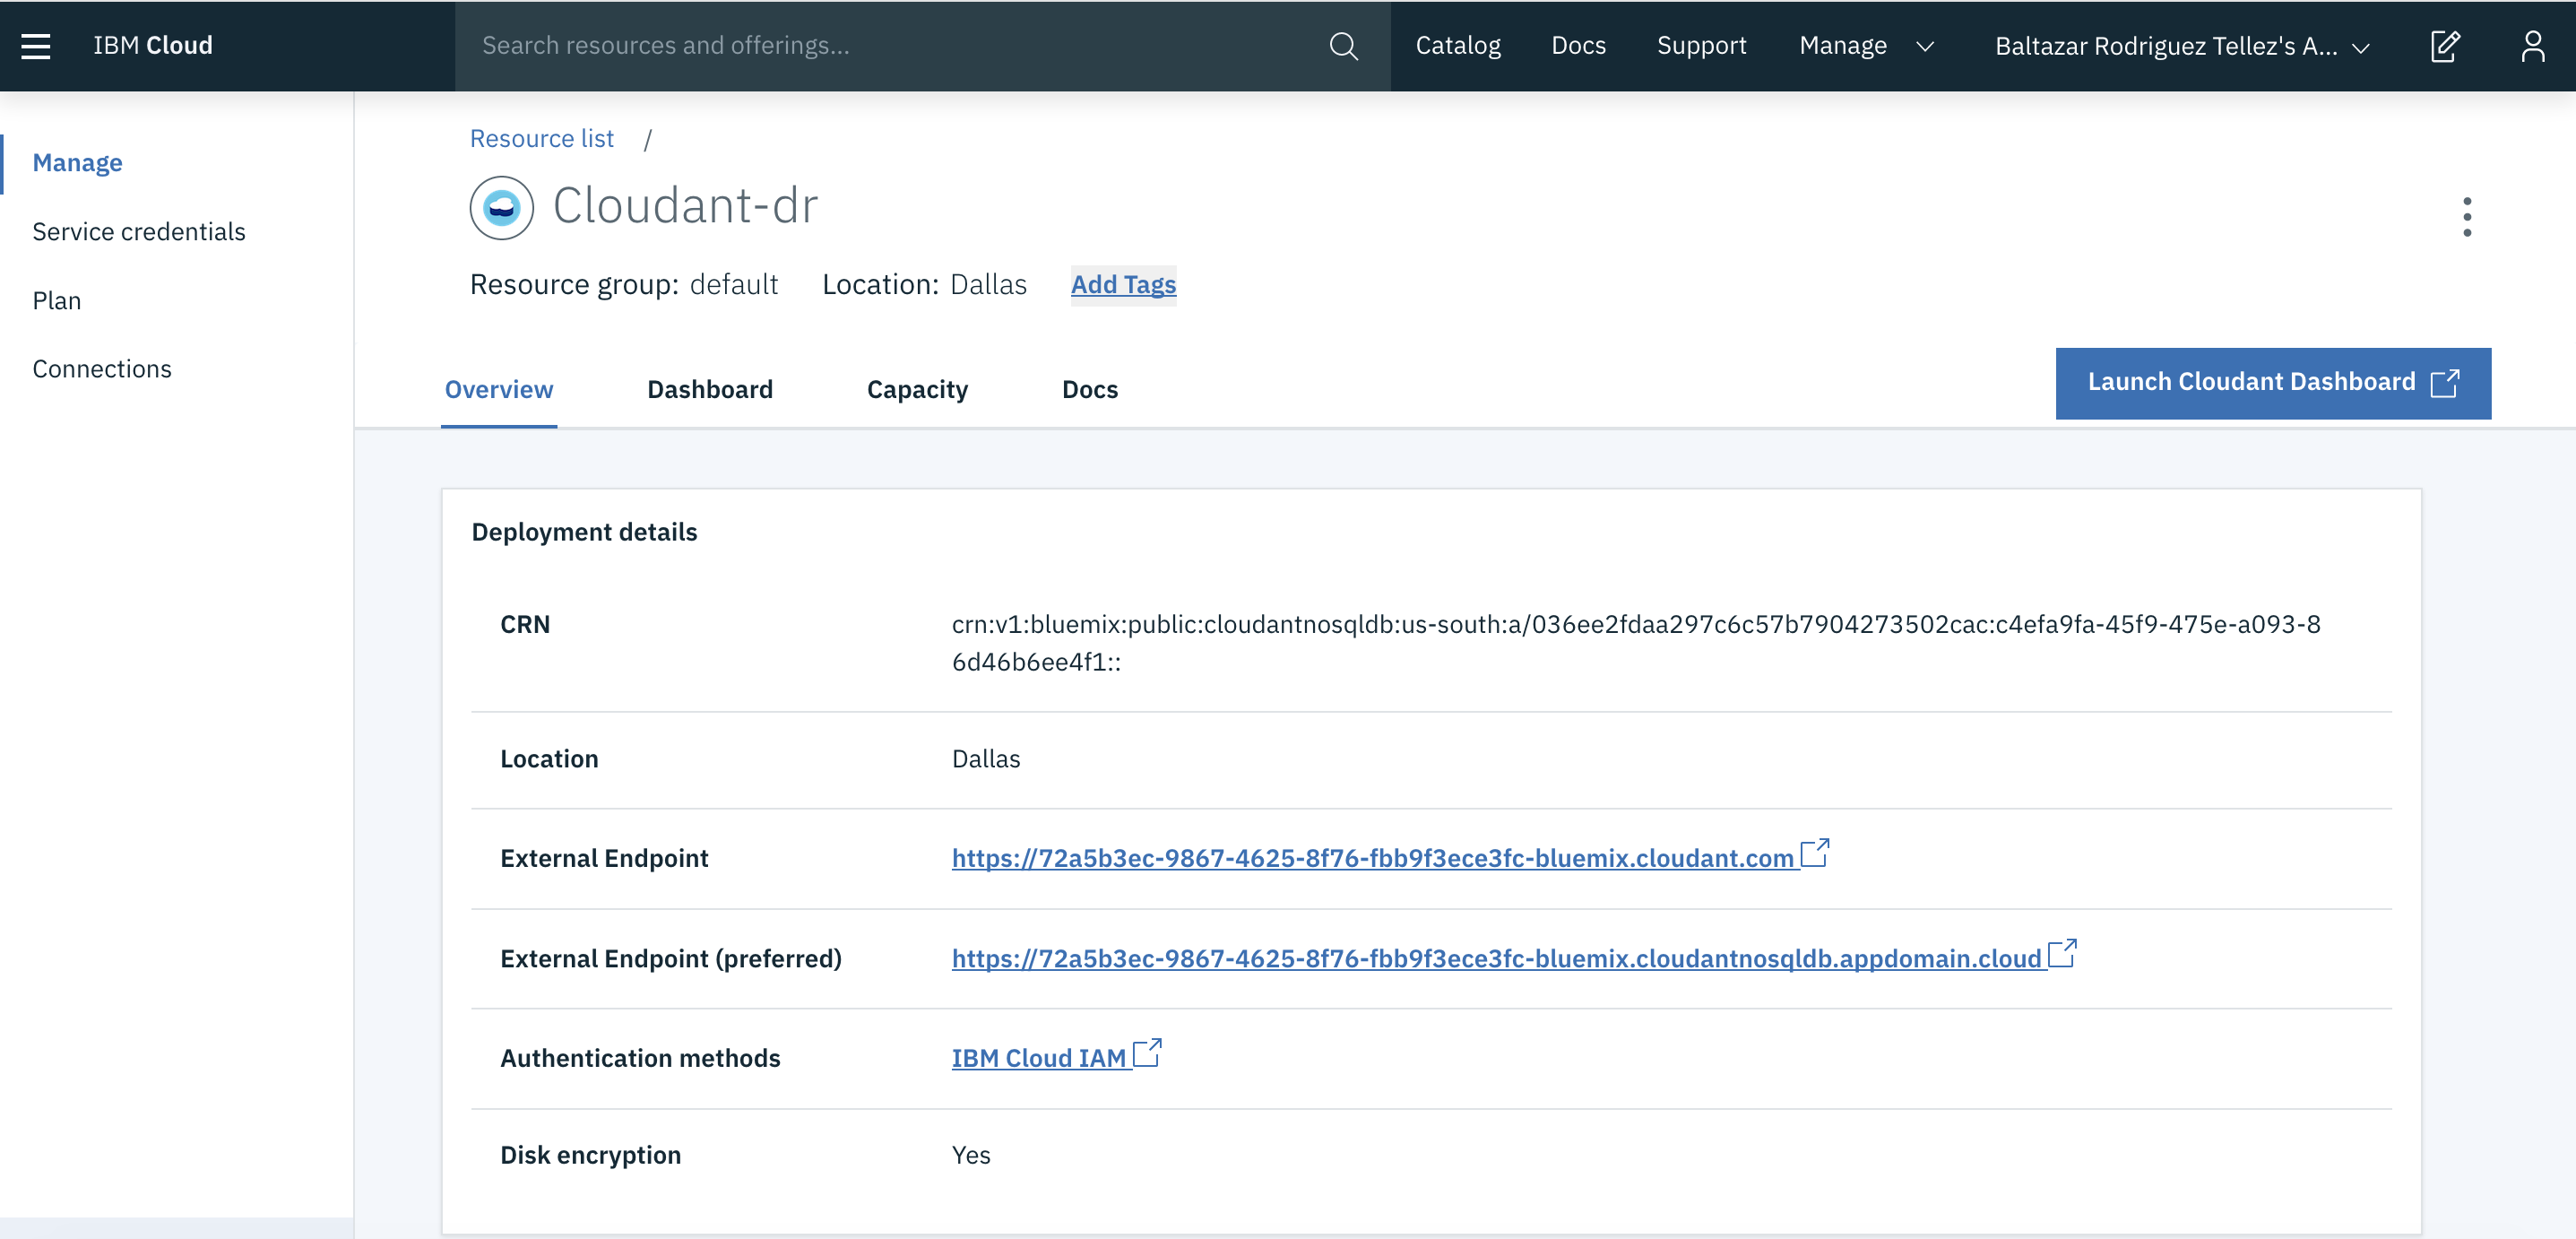 IBM Cloud
Search resources and offerings...
Catalog
Docs
Support
Manage
Baltazar Rodriguez Tellez's A...
Manage
Service credentials
Plan
Connections
Resource list /
Cloudant-dr
Resource group: default Location: Dallas Add Tags
Overview
Dashboard
Capacity
Docs
Launch Cloudant Dashboard
Deployment details
CRN
crn:v1:bluemix:public:cloudantnosqldb:us-south:a/036ee2fdaa297c6c57b7904273502cac:c4efa9fa-45f9-475e-a093-8
6d46b6ee4f1::
Location
Dallas
External Endpoint
https://72a5b3ec-9867-4625-8f76-fbb9f3ece3fc-bluemix.cloudant.com
External Endpoint (preferred)
https://72a5b3ec-9867-4625-8f76-fbb9f3ece3fc-bluemix.cloudantnosqldb.appdomain.cloud
Authentication methods
IBM Cloud IAM
Disk encryption
Yes